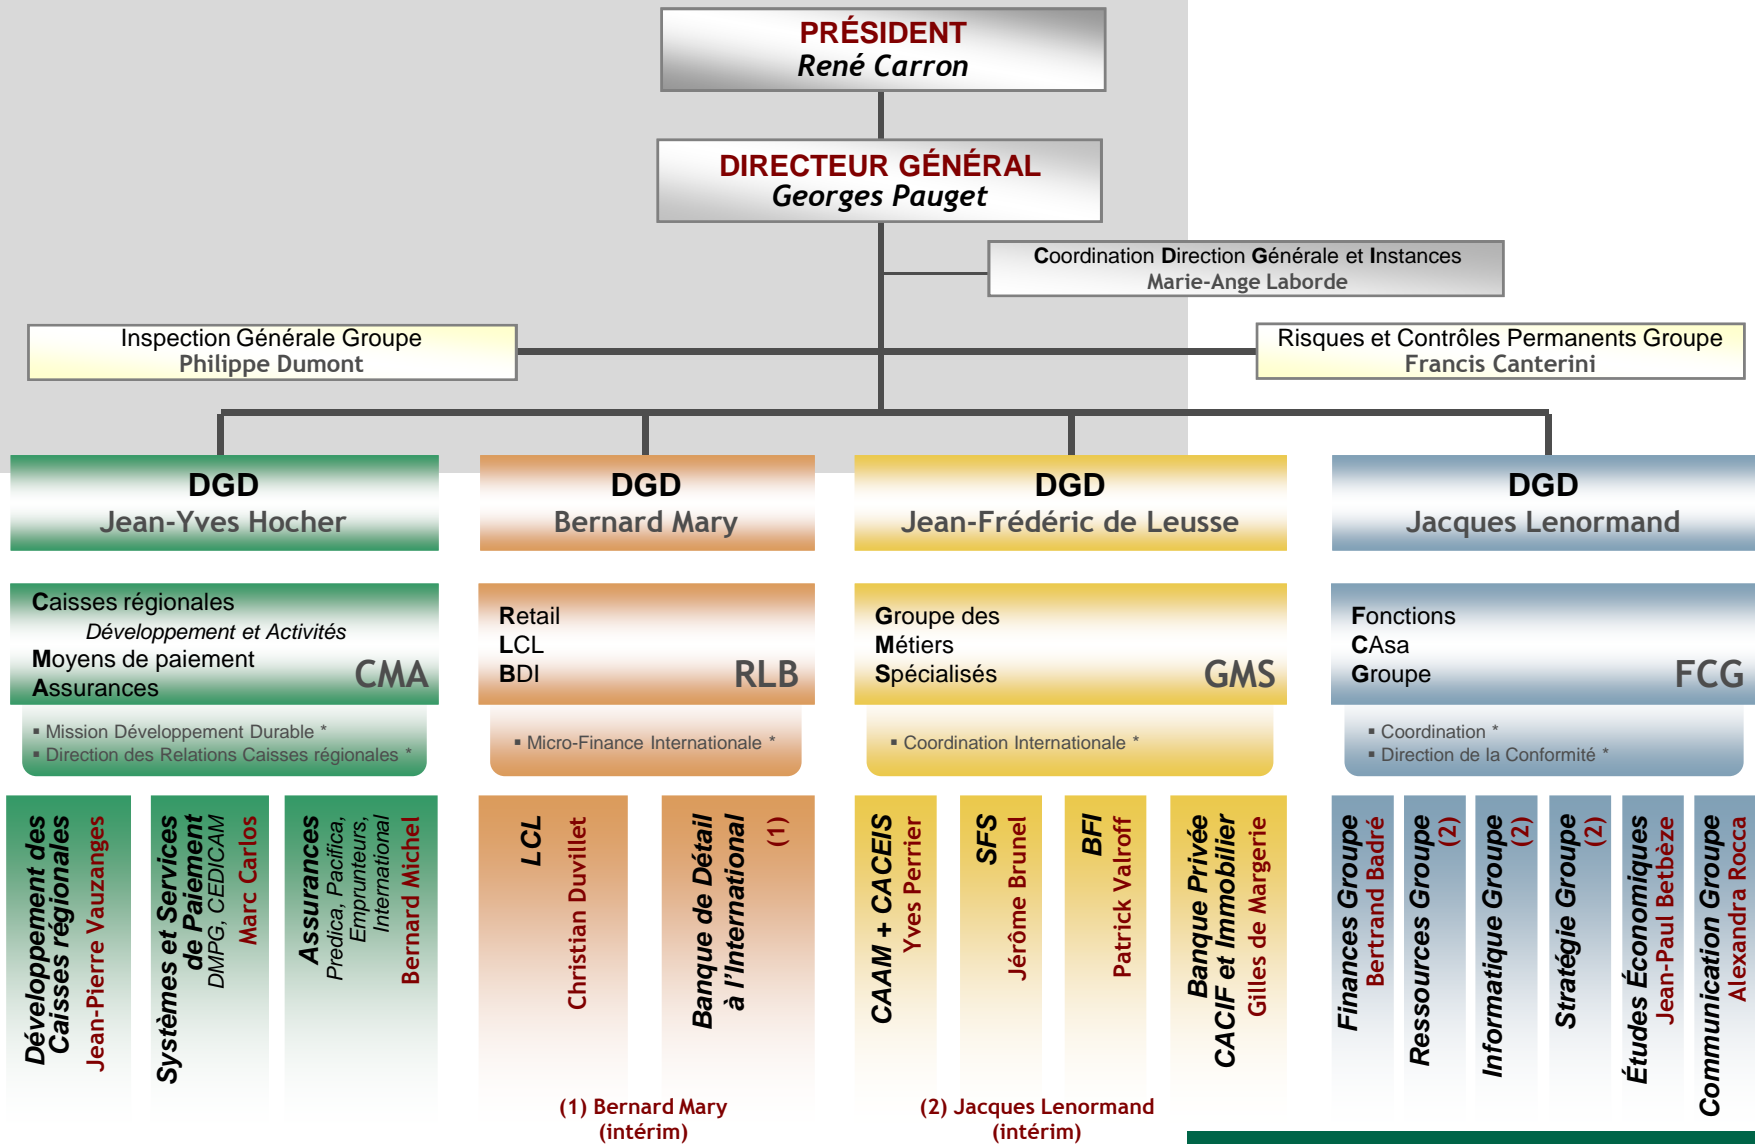 PRÉSIDENT
René Carron
DIRECTEUR GÉNÉRAL
Georges Pauget
Coordination Direction Générale et Instances
Marie-Ange Laborde
Inspection Générale Groupe
Philippe Dumont
Risques et Contrôles Permanents Groupe
Francis Canterini
DGD
Jean-Yves Hocher
DGD
Bernard Mary
DGD
Jean-Frédéric de Leusse
DGD
Jacques Lenormand
Caisses régionales
Développement et Activités
Moyens de paiement
Assurances
CMA
Retail
LCL
BDI
RLB
Groupe des
Métiers
Spécialisés
GMS
Fonctions
CAsa
Groupe
FCG
▪ Mission Développement Durable *
▪ Direction des Relations Caisses régionales *
▪ Micro-Finance Internationale *
▪ Coordination Internationale *
▪ Coordination *
▪ Direction de la Conformité *
Développement des
Caisses régionales
Jean-Pierre Vauzanges
Systèmes et Services
de Paiement
DMPG, CEDICAM
Marc Carlos
Assurances
Predica, Pacifica,
Emprunteurs,
International
Bernard Michel
LCL
Christian Duvillet
Banque de Détail
à l'International
(1)
CAAM + CACEIS
Yves Perrier
SFS
Jérôme Brunel
BFI
Patrick Valroff
Banque Privée
CACIF et Immobilier
Gilles de Margerie
Finances Groupe
Bertrand Badré
Ressources Groupe
(2)
Informatique Groupe
(2)
Stratégie Groupe
(2)
Études Économiques
Jean-Paul Betbèze
Communication Groupe
Alexandra Rocca
(1) Bernard Mary
(intérim)
(2) Jacques Lenormand
(intérim)